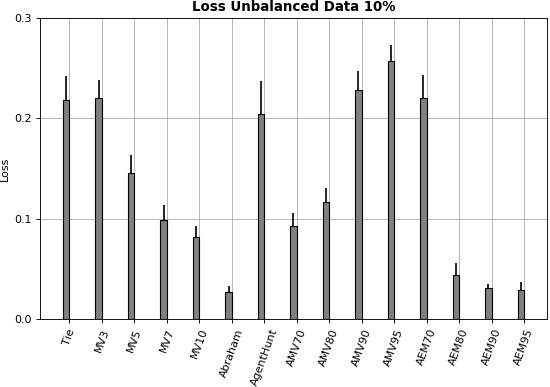 Loss Unbalanced Data 10%
0.3
0.2
0.1
0.0
Loss
Tie
MV3
MV5
MV7
MV10
Abraham
AgentHunt
AMV70
AMV80
AMV90
AMV95
AEM70
AEM80
AEM90
AEM95